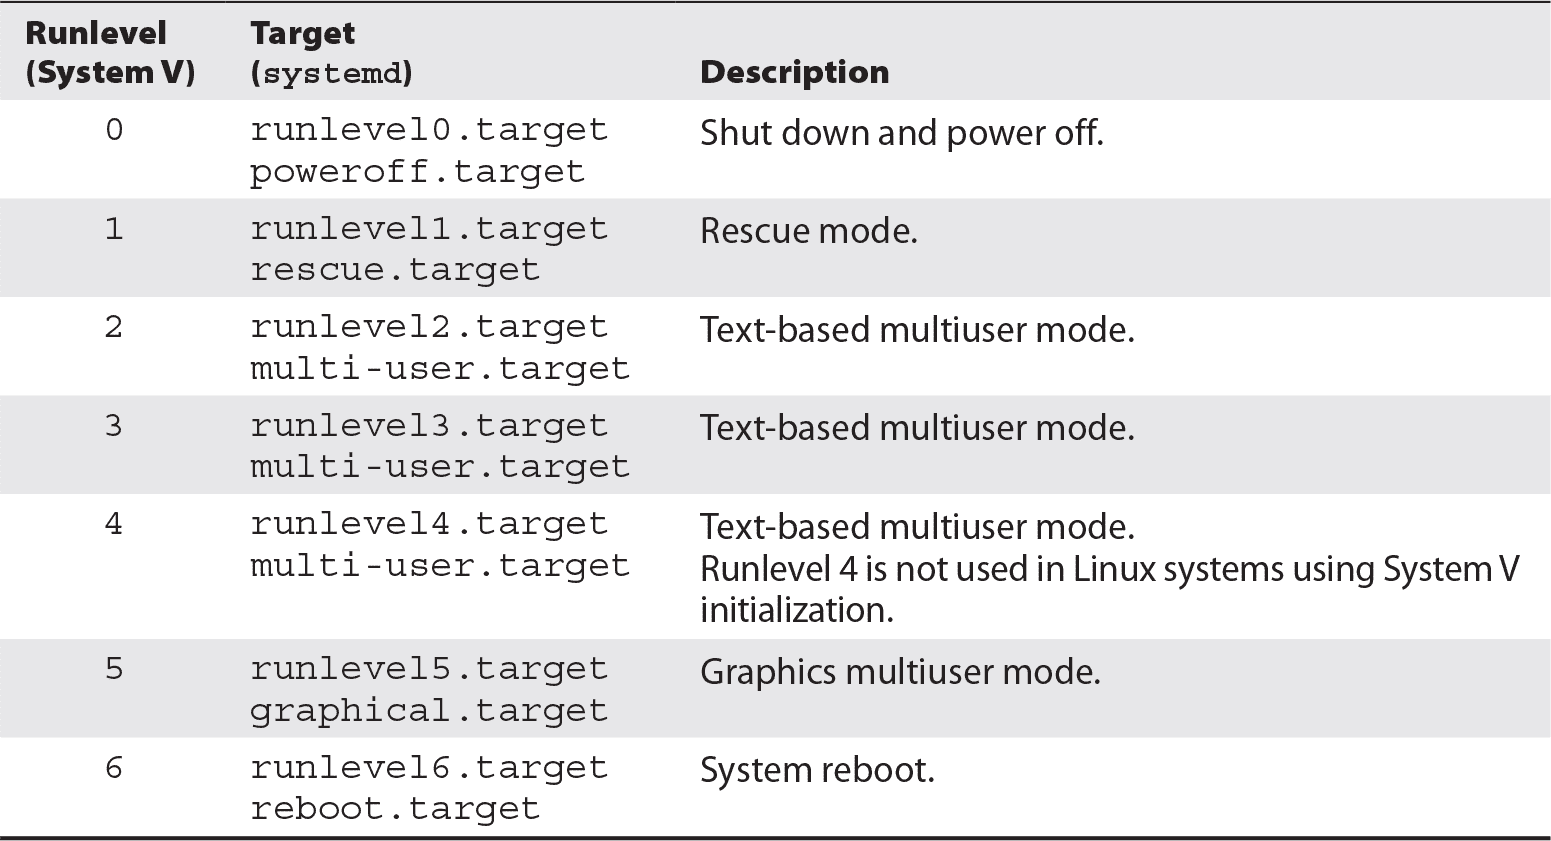 Runlevel (System V) Target (systemd) Description
0 runlevel0.target Shut down and power off.
poweroff.target
1 runlevel1.target Rescue mode.
rescue.target
2 runlevel2.target Text-based multiuser mode.
multi-user.target
3 runlevel3.target Text-based multiuser mode.
multi-user.target
4 runlevel4.target Text-based multiuser mode.
multi-user.target Runlevel 4 is not used in Linux systems using System V
initialization.
5 runlevel5.target Graphics multiuser mode.
graphical.target
6 runlevel6.target System reboot.
reboot.target